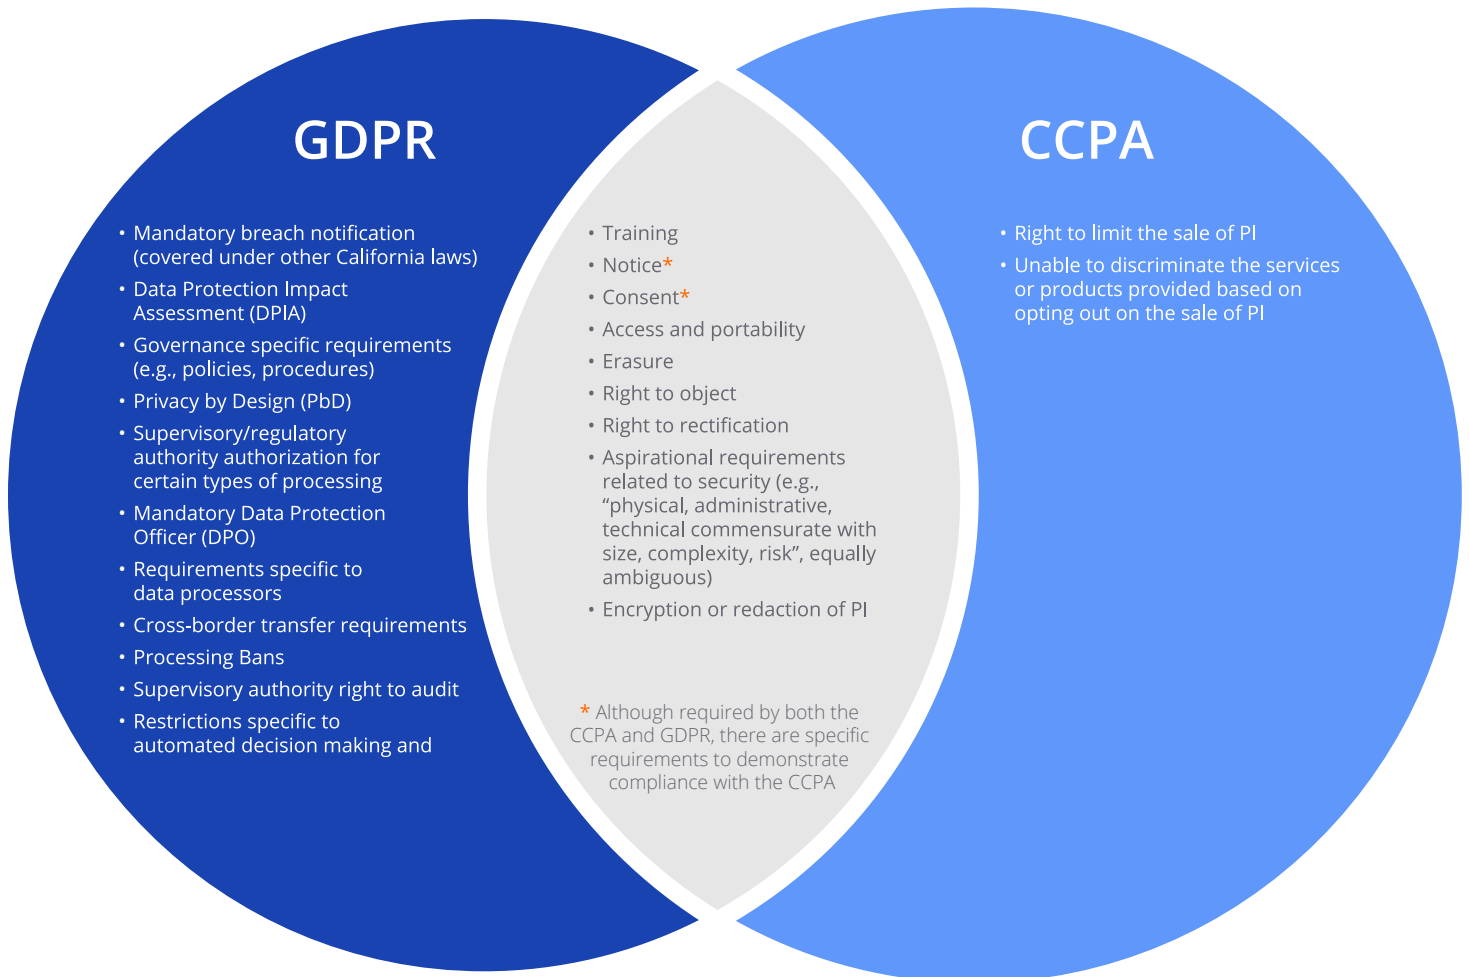 GDPR
• Mandatory breach notification
(covered under other California laws)
• Data Protection Impact
Assessment (DPIA)
• Governance specific requirements
(e.g., policies, procedures)
• Privacy by Design (PbD)
• Supervisory/regulatory
authority authorization for
certain types of processing
• Mandatory Data Protection
Officer (DPO)
• Requirements specific to
data processors
• Cross-border transfer requirements
• Processing Bans
• Supervisory authority right to audit
• Restrictions specific to
automated decision making and
• Training
• Notice*
• Consent*
• Access and portability
• Erasure
• Right to object
• Right to rectification
• Aspirational requirements
related to security (e.g.,
“physical, administrative,
technical commensurate with
size, complexity, risk”, equally
ambiguous)
• Encryption or redaction of PI
* Although required by both the
CCPA and GDPR, there are specific
requirements to demonstrate
compliance with the CCPA
CCPA
• Right to limit the sale of PI
• Unable to discriminate the services
or products provided based on
opting out on the sale of PI